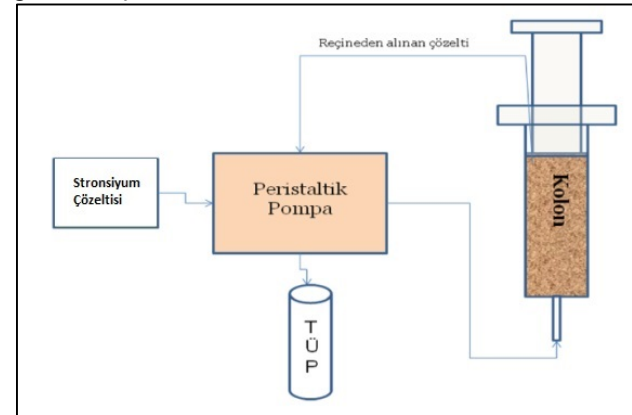 Reçineden alınan çözelti
Stronsiyum
Çözeltisi
Peristaltik
Pompa
Kolon
T
Ü
P